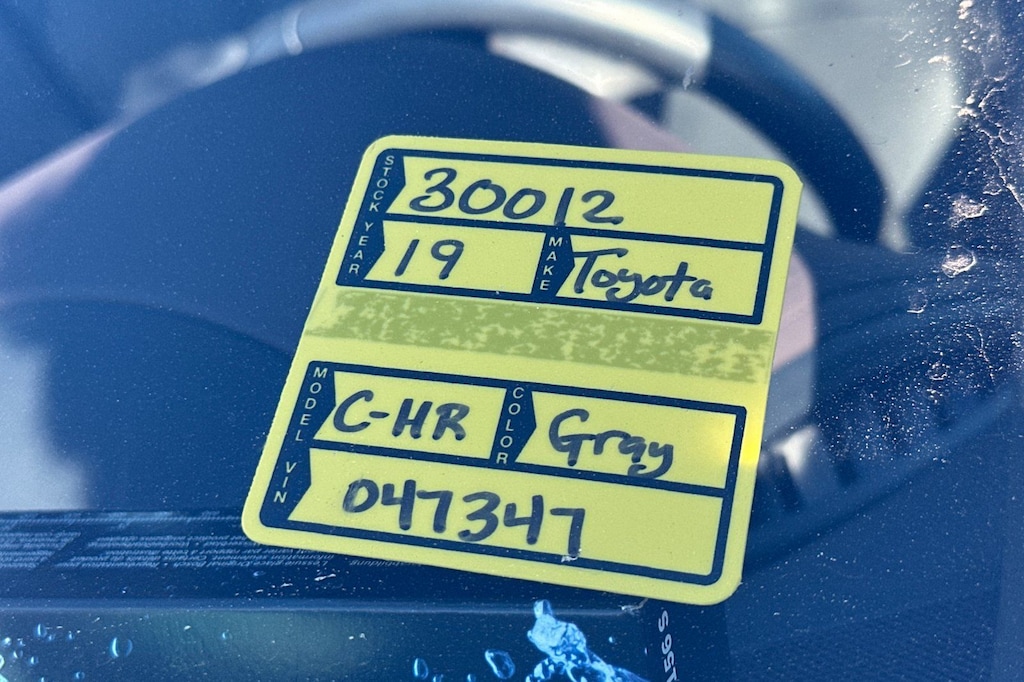 STOCK 30012
YEAR 19 MAKE Toyota
MODEL C-HR COLOR Gray
VIN 047347